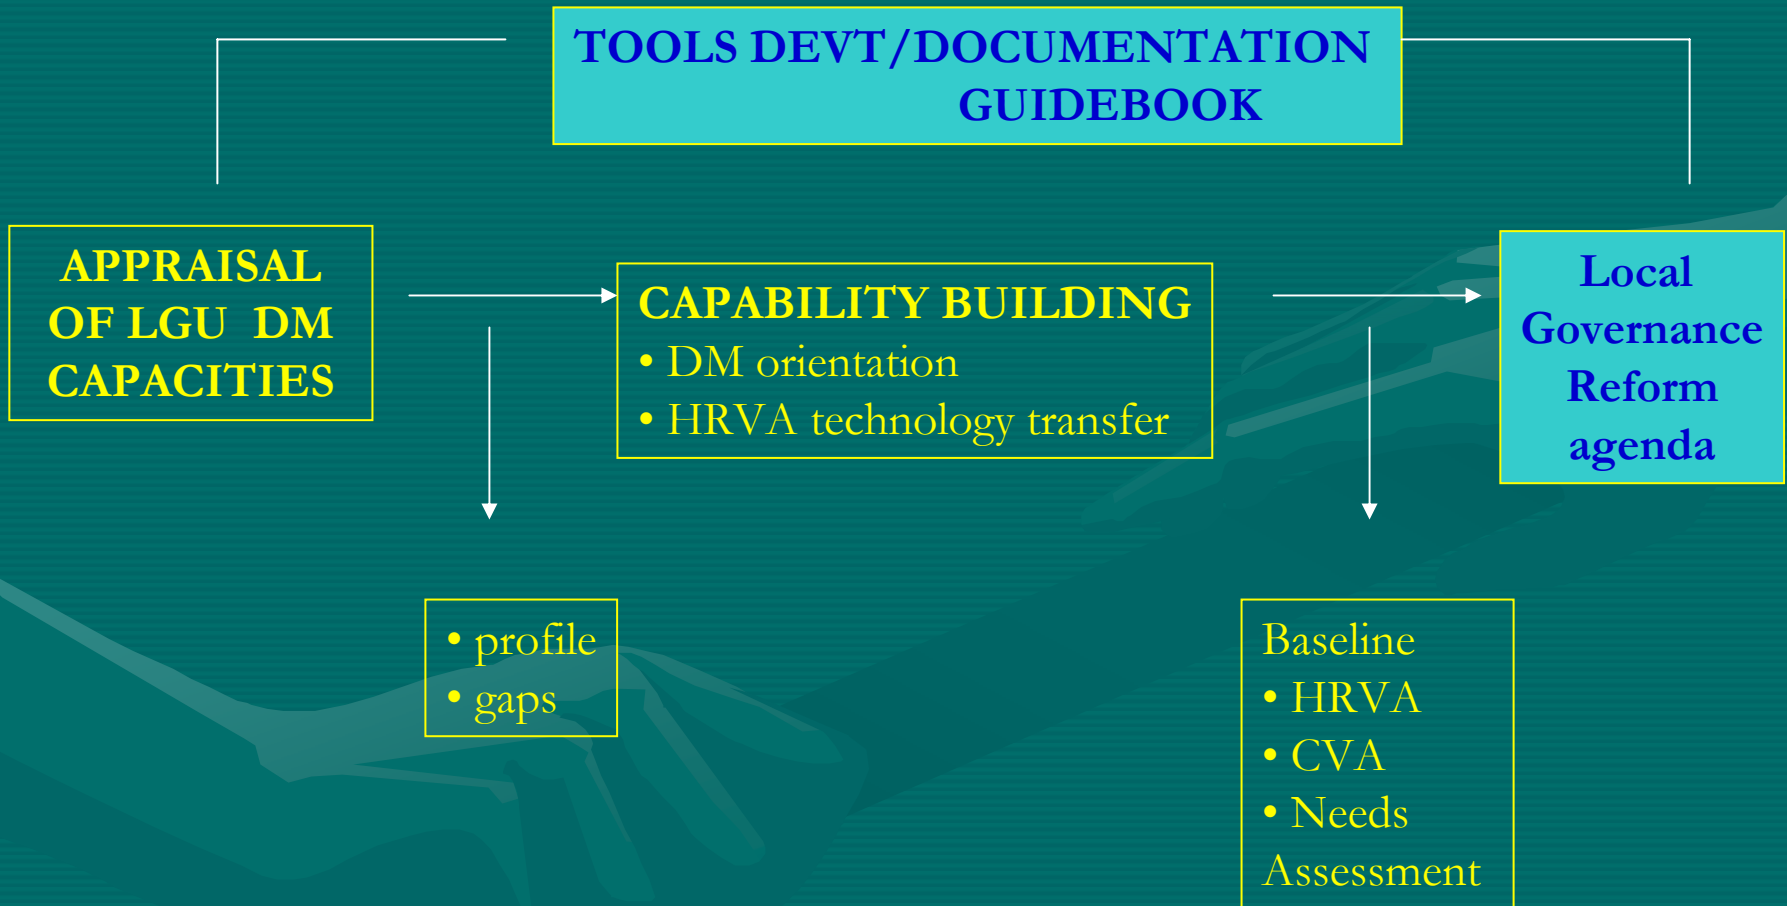 TOOLS DEVT/DOCUMENTATION
GUIDEBOOK
APPRAISAL
OF LGU DM
CAPACITIES
CAPABILITY BUILDING
• DM orientation
• HRVA technology transfer
Local
Governance
Reform
agenda
• profile
• gaps
Baseline
• HRVA
• CVA
• Needs
Assessment